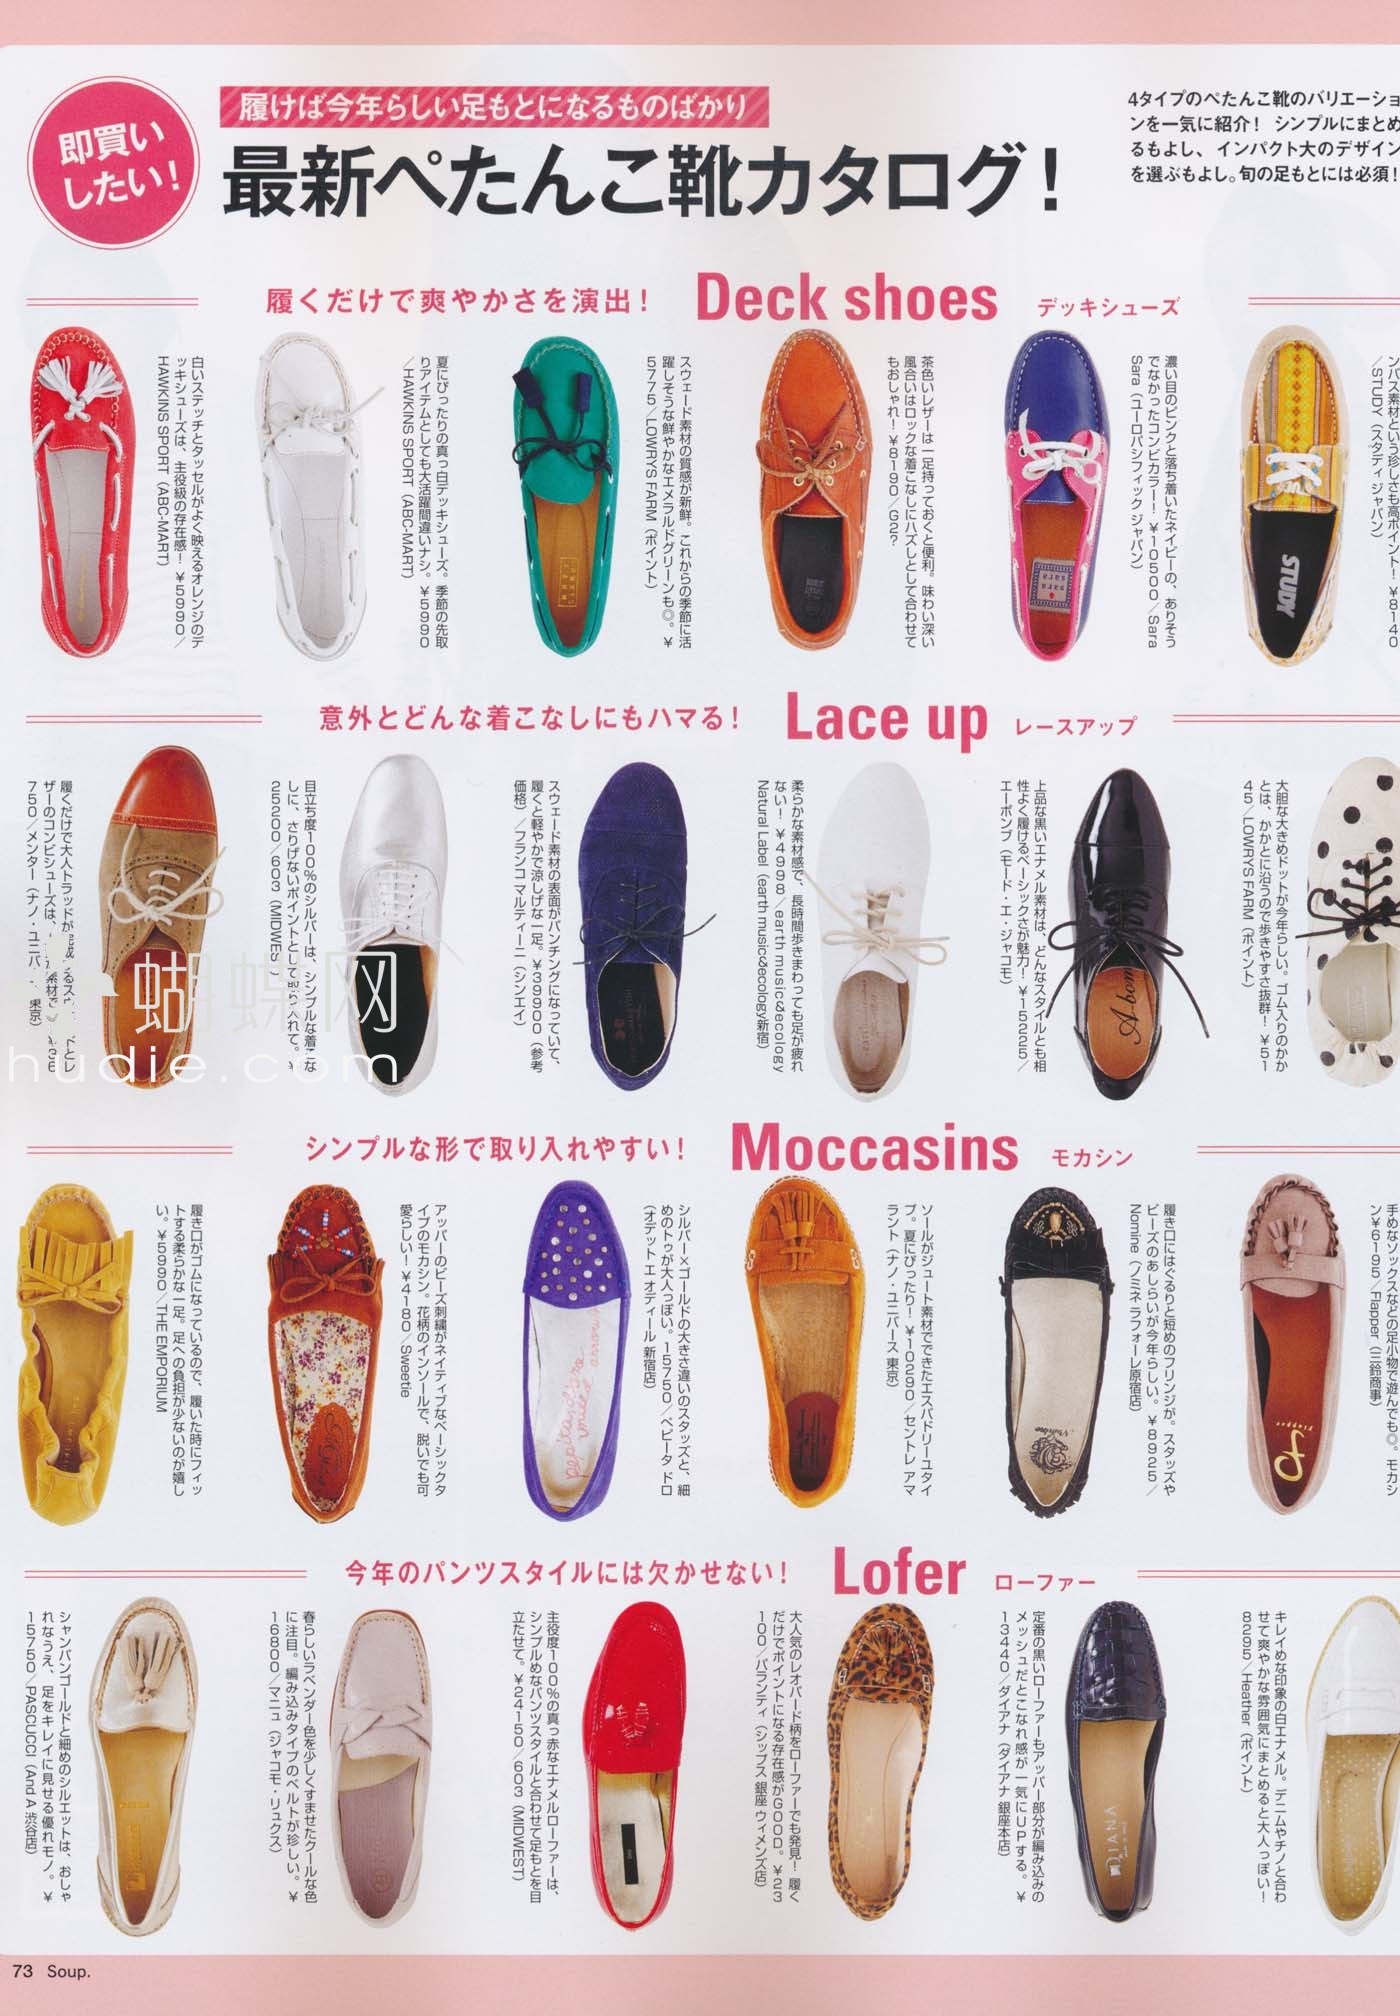 即買い
したい!
履けば今年らしい足もとになるものばかり
最新ぺたんこ靴カタログ!
4タイプのぺたんこ靴のバリエーショ
ンを一気に紹介! シンプルにまとめ
るもよし、インパクト大のデザイン
を選ぶもよし。旬の足もとには必須!
履くだけで爽やかさを演出! Deck shoes デッキシューズ
白いステッチとタッセルがよく映えるオレンジのデ
ッキシューズは、主役級の存在感! ¥5990/
HAWKINS SPORT(ABC-MART)
夏にぴったりの真っ白デッキシューズ。季節の先取
りアイテムとしても大活躍間違いナシ。¥5990
/HAWKINS SPORT(ABC-MART)
スウェード素材の質感が新鮮。これからの季節に活
躍しそうな鮮やかなエメラルドグリーンも◎。¥
5775/LOWRYS FARM(ポイント)
茶色いレザーは一足持っておくと便利。味わい深い
風合いはロックな着こなしにハズしとして合わせて
もおしゃれ! ¥8190/G2?
濃い目のピンクと落ち着いたネイビーの、ありそう
でなかったコンビカラー! ¥10500/Sara
Sara(ユーロパシフィック ジャパン)
ンパ素材という珍しさも高ポイント! ¥8140
/STUDY(スタディ ジャパン)
sara
sara
STUDY
意外とどんな着こなしにもハマる! Lace up レースアップ
履くだけで大人トラッドが
ザーのコンビシューズは、
750/メンター(ナノ・ユニバ 東京)
目立ち度100%のシルバーは、シンプルな着こな
しに、さりげないポイントとして取り入れて。¥
25200/603(MIDWEST)
スウェード素材の表面がパンチングになっていて、
履くと軽やかで涼しげな一足。¥39900(参考
価格)/フランコ マルティーニ(シンエイ)
柔らかな素材感で、長時間歩きまわっても足が疲れ
ない! ¥4998/earth music&ecology
Natural Label(earth music&ecology新宿)
上品な黒いエナメル素材は、どんなスタイルとも相
性よく履けるベーシックさが魅力! ¥15225/
エーボンブ(モード・エ・ジャコモ)
大胆な大きめドットが今年らしい。ゴム入りのかか
とは、かかとに沿うので歩きやすさ抜群! ¥51
45/LOWRYS FARM(ポイント)
蝴蝶网
hudie.com
シンプルな形で取り入れやすい! Moccasins モカシン
履き口がゴムになっているので、履いた時にフィッ
トする柔らかな一足。足への負担が少ないのが嬉し
い。¥5990/THE EMPORIUM
アッパーのビーズ刺繍がネイティブなベーシックタ
イプのモカシン。花柄のインソールで、脱いでも可
愛らしい! ¥4180/Sweetie
シルバー×ゴールドの大きさ違いのスタッズと、細
めのトゥが大人っぽい。15750/ペピータ ドロ
(オデット エ オディール 新宿店)
ソールがジュート素材でできたエスパドリーユタイ
プ。夏にぴったり! ¥10290/セントレ アマ
ラント(ナノ・ユニバース 東京)
履き口にはぐるりと短めのフリンジが。スタッズや
ビーズのあしらいが今年らしい。¥8925/
Nomine(ノミネ ラフォーレ原宿店)
手めなソックスなどの足小物で遊んでも◎。モカシ
ン¥6195/Flapper(三鈴商事)
今年のパンツスタイルには欠かせない! Lofer ローファー
シャンパンゴールドと細めのシルエットは、おしゃ
れなうえ、足をキレイに見せる優れモノ。¥
15750/PASCUCCI(And A 渋谷店)
春らしいラベンダー色を少しくすませたクールな色
に注目。編み込みタイプのベルトが珍しい。¥
16800/マニュ(ジャコモ・リュクス)
主役度100%の真っ赤なエナメルローファーは、
シンプルめなパンツスタイルと合わせて足もとを目
立たせて。¥24150/603(MIDWEST)
大人気のレオパード柄をローファーでも発見! 履く
だけでポイントになる存在感がGOOD。¥23
100/バランティ(シップス 銀座 ウィメンズ店)
定番の黒いローファーもアッパー部分が編み込みの
メッシュだとこなれ感が一気にUPする。¥
13440/ダイアナ(ダイアナ 銀座本店)
キレイめな印象の白エナメル。デニムやチノと合わ
せて爽やかな雰囲気にまとめると大人っぽい!
8295/Heather(ポイント)
DIANA
73 Soup.